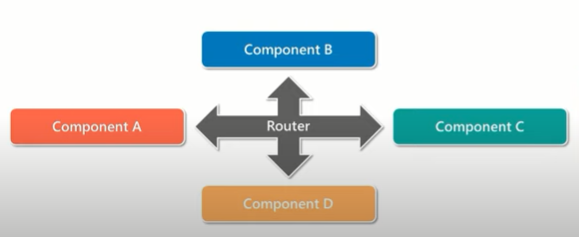 Component B
Component A
Router
Component C
Component D